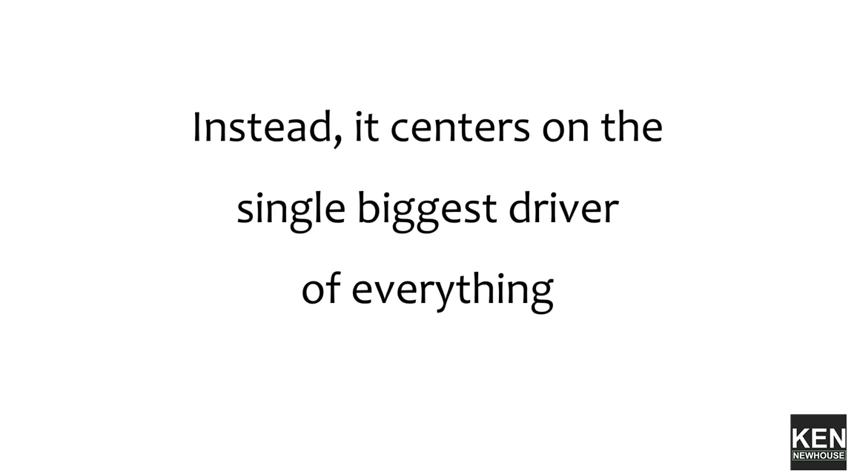 Instead, it centers on the
single biggest driver
of everything
KEN
NEWHOUSE